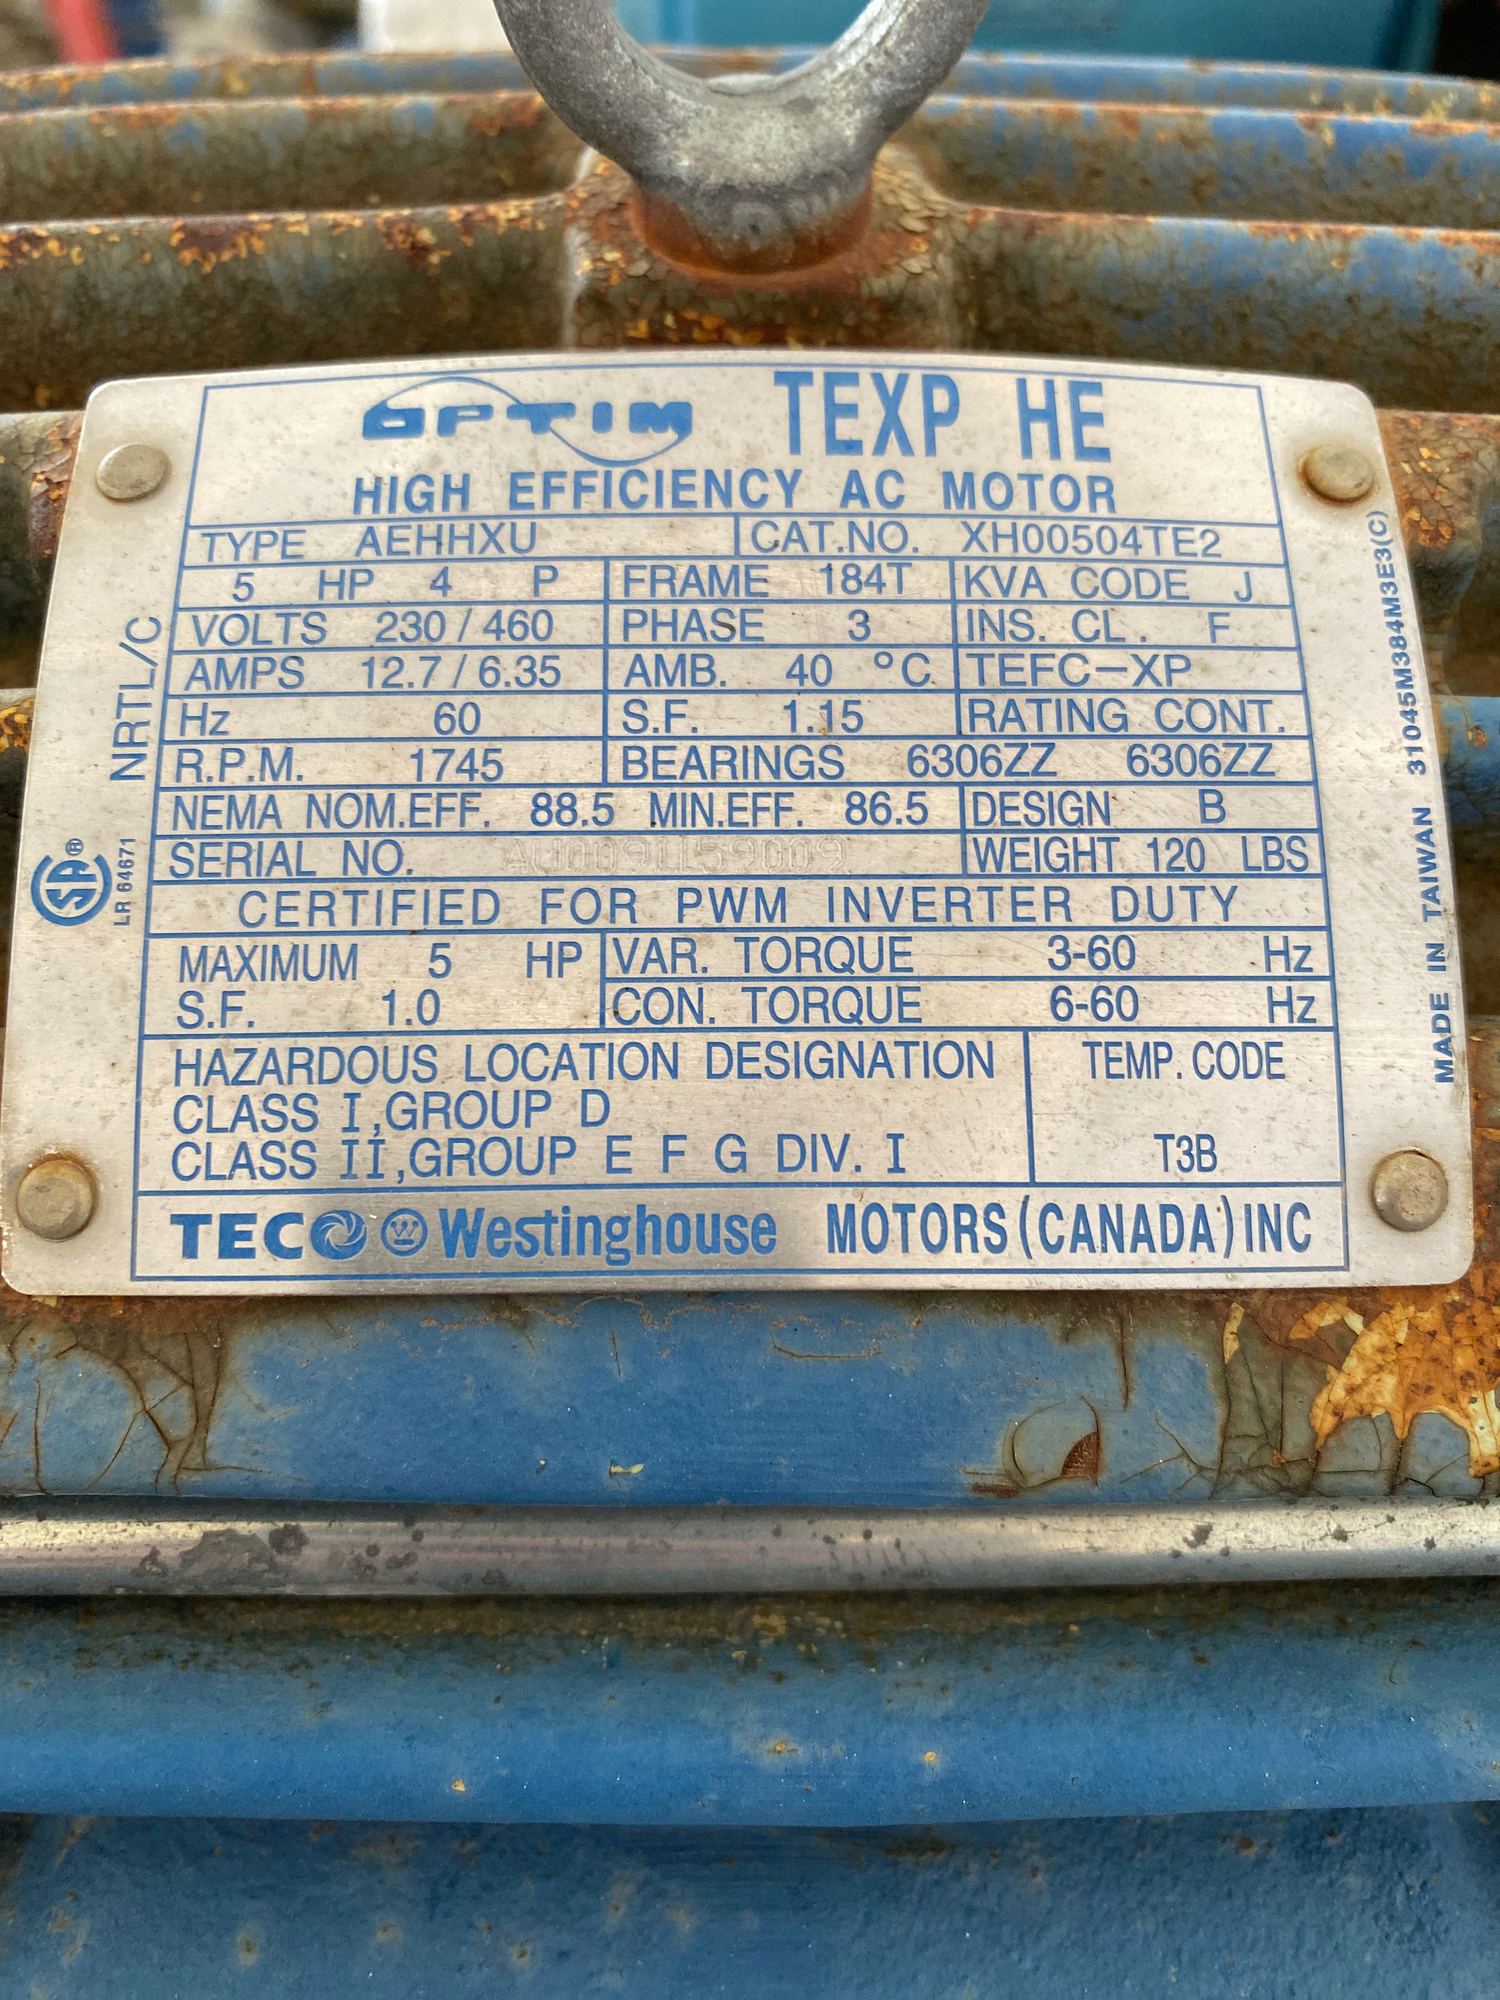 OPTIM TEXP HE
HIGH EFFICIENCY AC MOTOR
TYPE AEHHXU CAT.NO. XH00504TE2
5 HP 4 P FRAME 184T KVA CODE J
VOLTS 230/460 PHASE 3 INS. CL. F
AMPS 12.7/6.35 AMB. 40 °C TEFC-XP
Hz 60 S.F. 1.15 RATING CONT.
R.P.M. 1745 BEARINGS 6306ZZ 6306ZZ
NEMA NOM.EFF. 88.5 MIN.EFF. 86.5 DESIGN B
SERIAL NO. WEIGHT 120 LBS
CERTIFIED FOR PWM INVERTER DUTY
MAXIMUM 5 HP VAR. TORQUE 3-60 Hz
S.F. 1.0 CON. TORQUE 6-60 Hz
HAZARDOUS LOCATION DESIGNATION TEMP. CODE
CLASS I,GROUP D
CLASS II,GROUP E F G DIV. I T3B
TECO Westinghouse MOTORS(CANADA)INC
NRTL/C
SA®
LR 64671
MADE IN TAIWAN 31045M384M3E3(C)